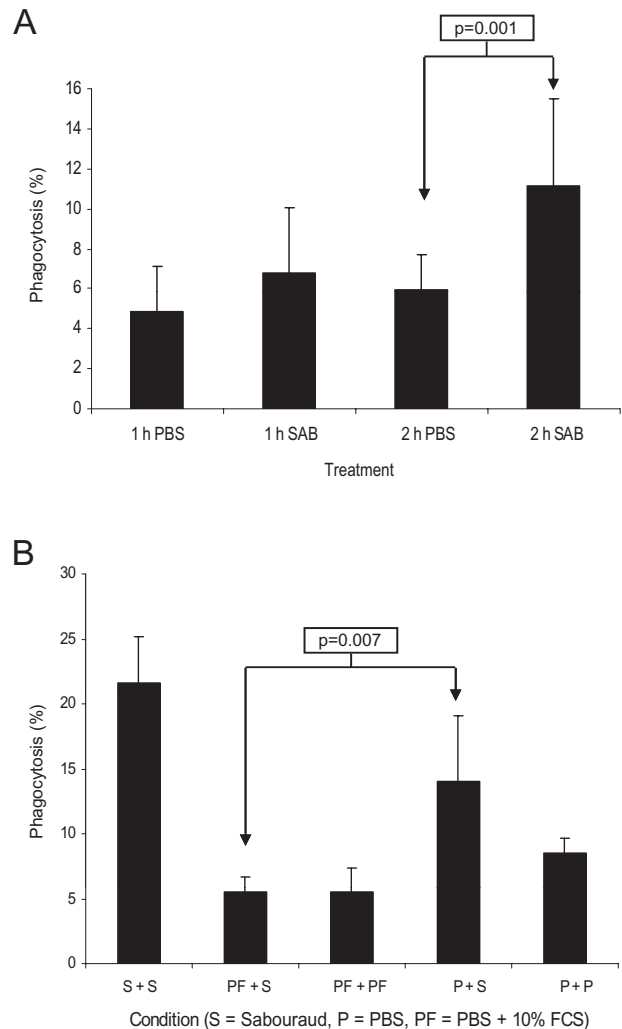 A
p=0.001
16
14
12
10
8
6
4
2
0
Phagocytosis (%)
1 h PBS 1 h SAB 2 h PBS 2 h SAB
Treatment
B
p=0.007
30
25
20
15
10
5
0
Phagocytosis (%)
S + S PF + S PF + PF P + S P + P
Condition (S = Sabouraud, P = PBS, PF = PBS + 10% FCS)